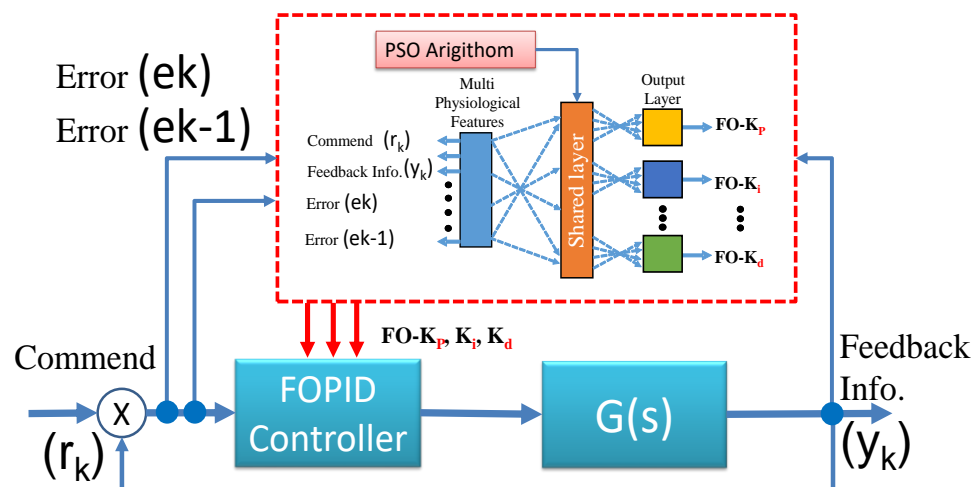 PSO Arigithom
Error (ek)
Error (ek-1)
Multi
Physiological
Features
Output
Layer
Commend (rk)
Feedback Info. (yk)
Error (ek)
Error (ek-1)
Shared layer
FO-KP
FO-Ki
FO-Kd
FO-KP, Ki, Kd
Commend
(rk)
X
FOPID
Controller
G(s)
Feedback
Info.
(yk)